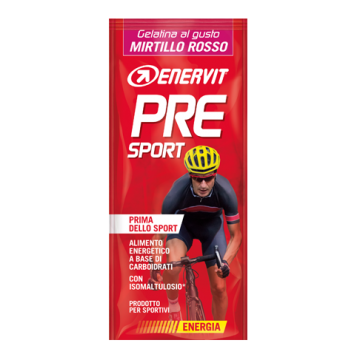 Gelatina al gusto
MIRTILLO ROSSO
ENERVIT
PRE
SPORT
PRIMA
DELLO SPORT
ALIMENTO
ENERGETICO
A BASE DI
CARBOIDRATI
CON
ISOMALTULOSIO*
PRODOTTO
PER SPORTIVI
ENERGIA